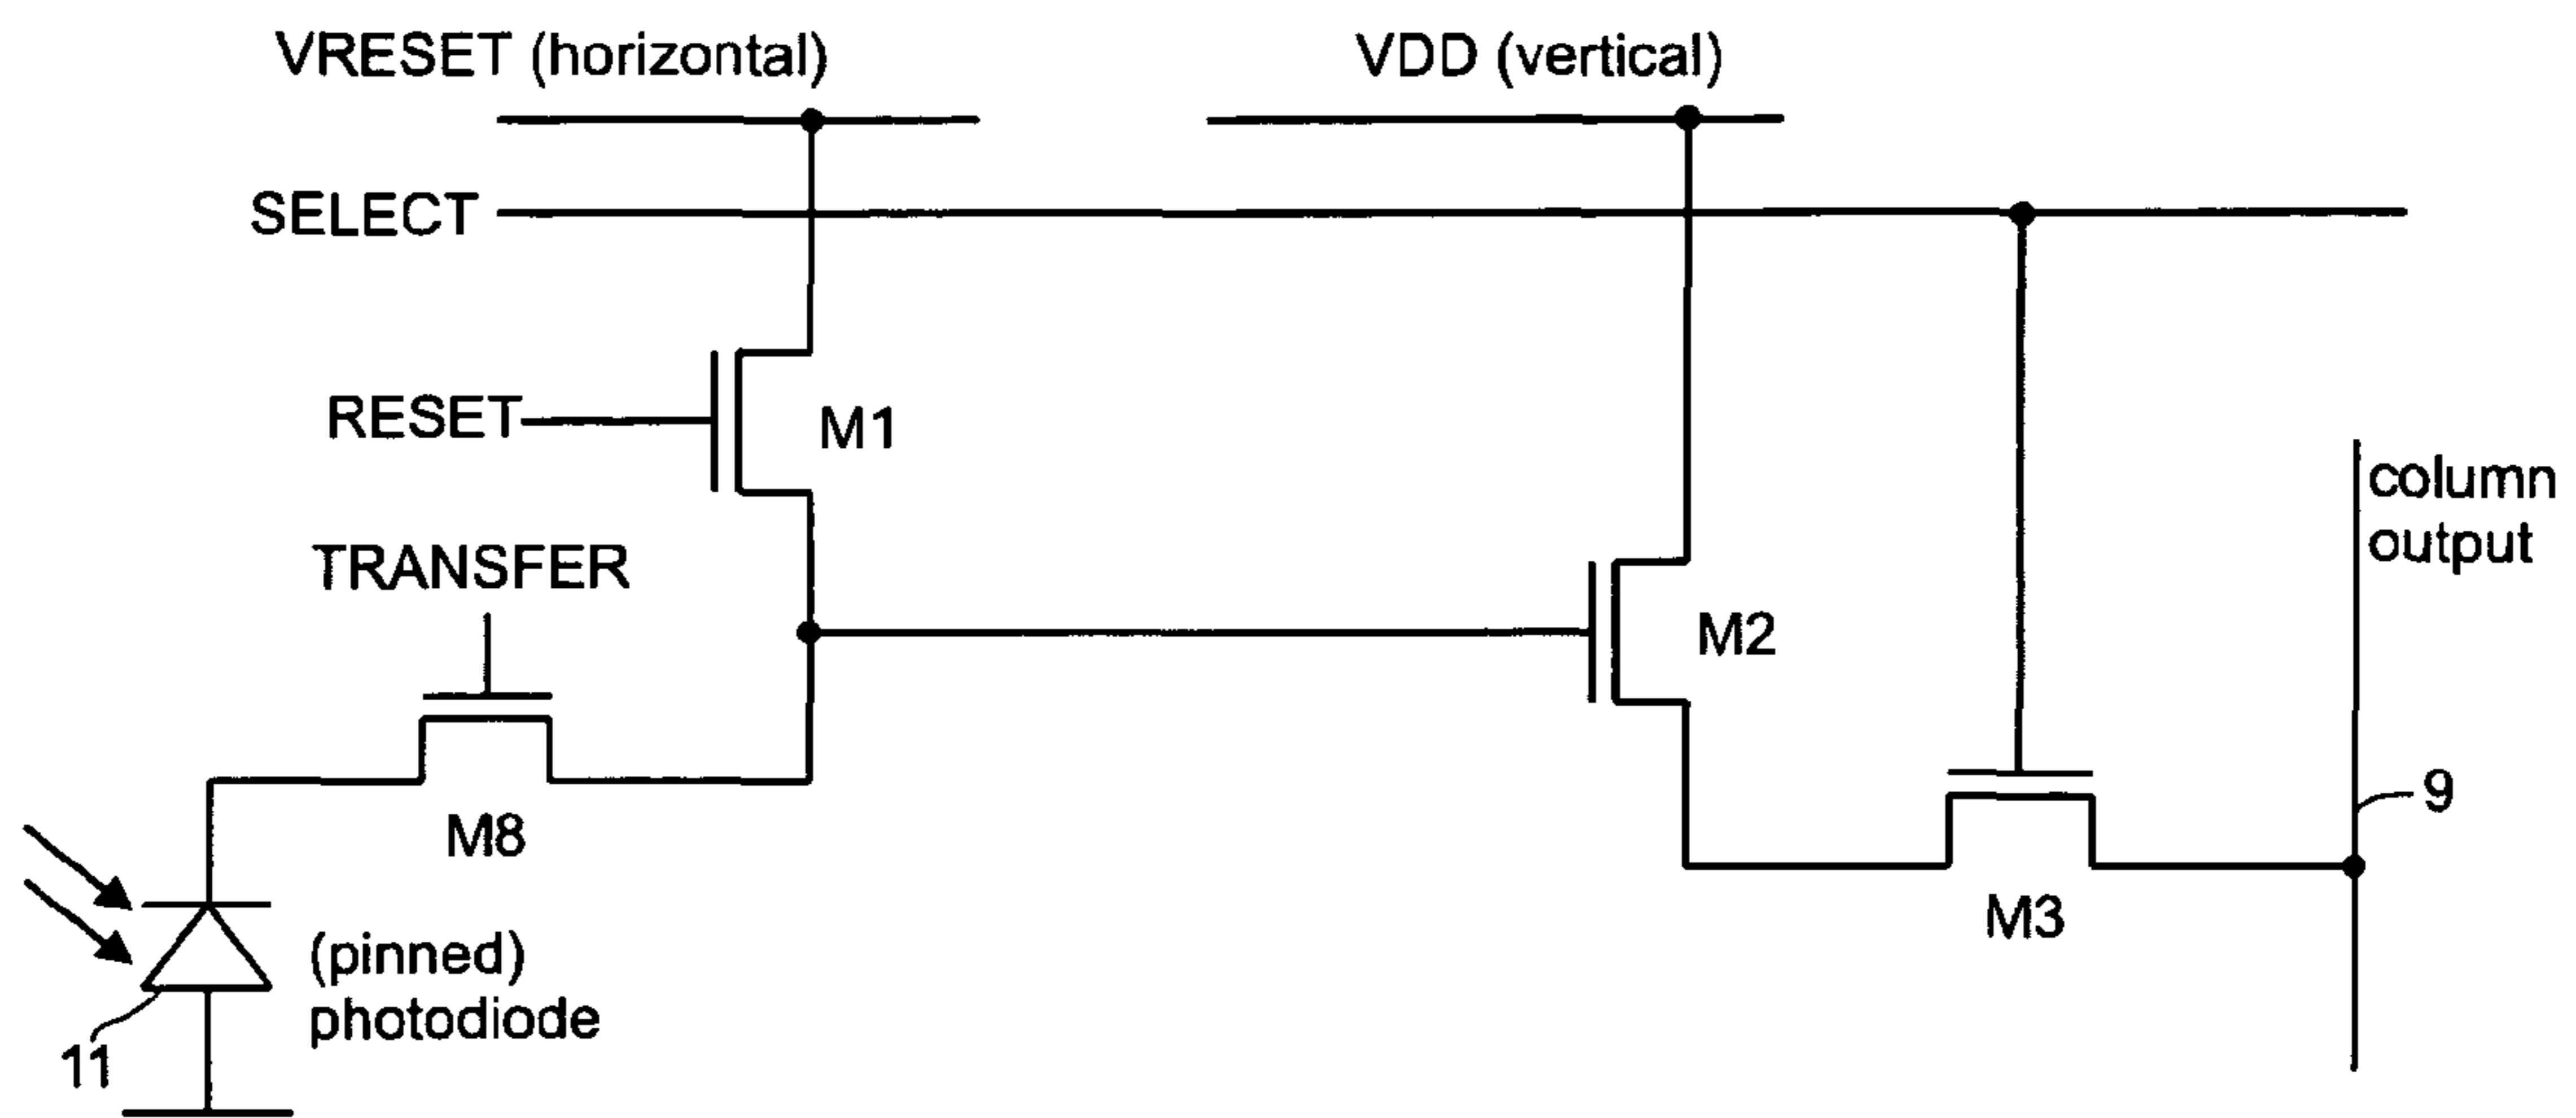 VRESET (horizontal)
VDD (vertical)
SELECT
RESET
M1
column
output
TRANSFER
M2
9
M8
M3
(pinned)
photodiode
11